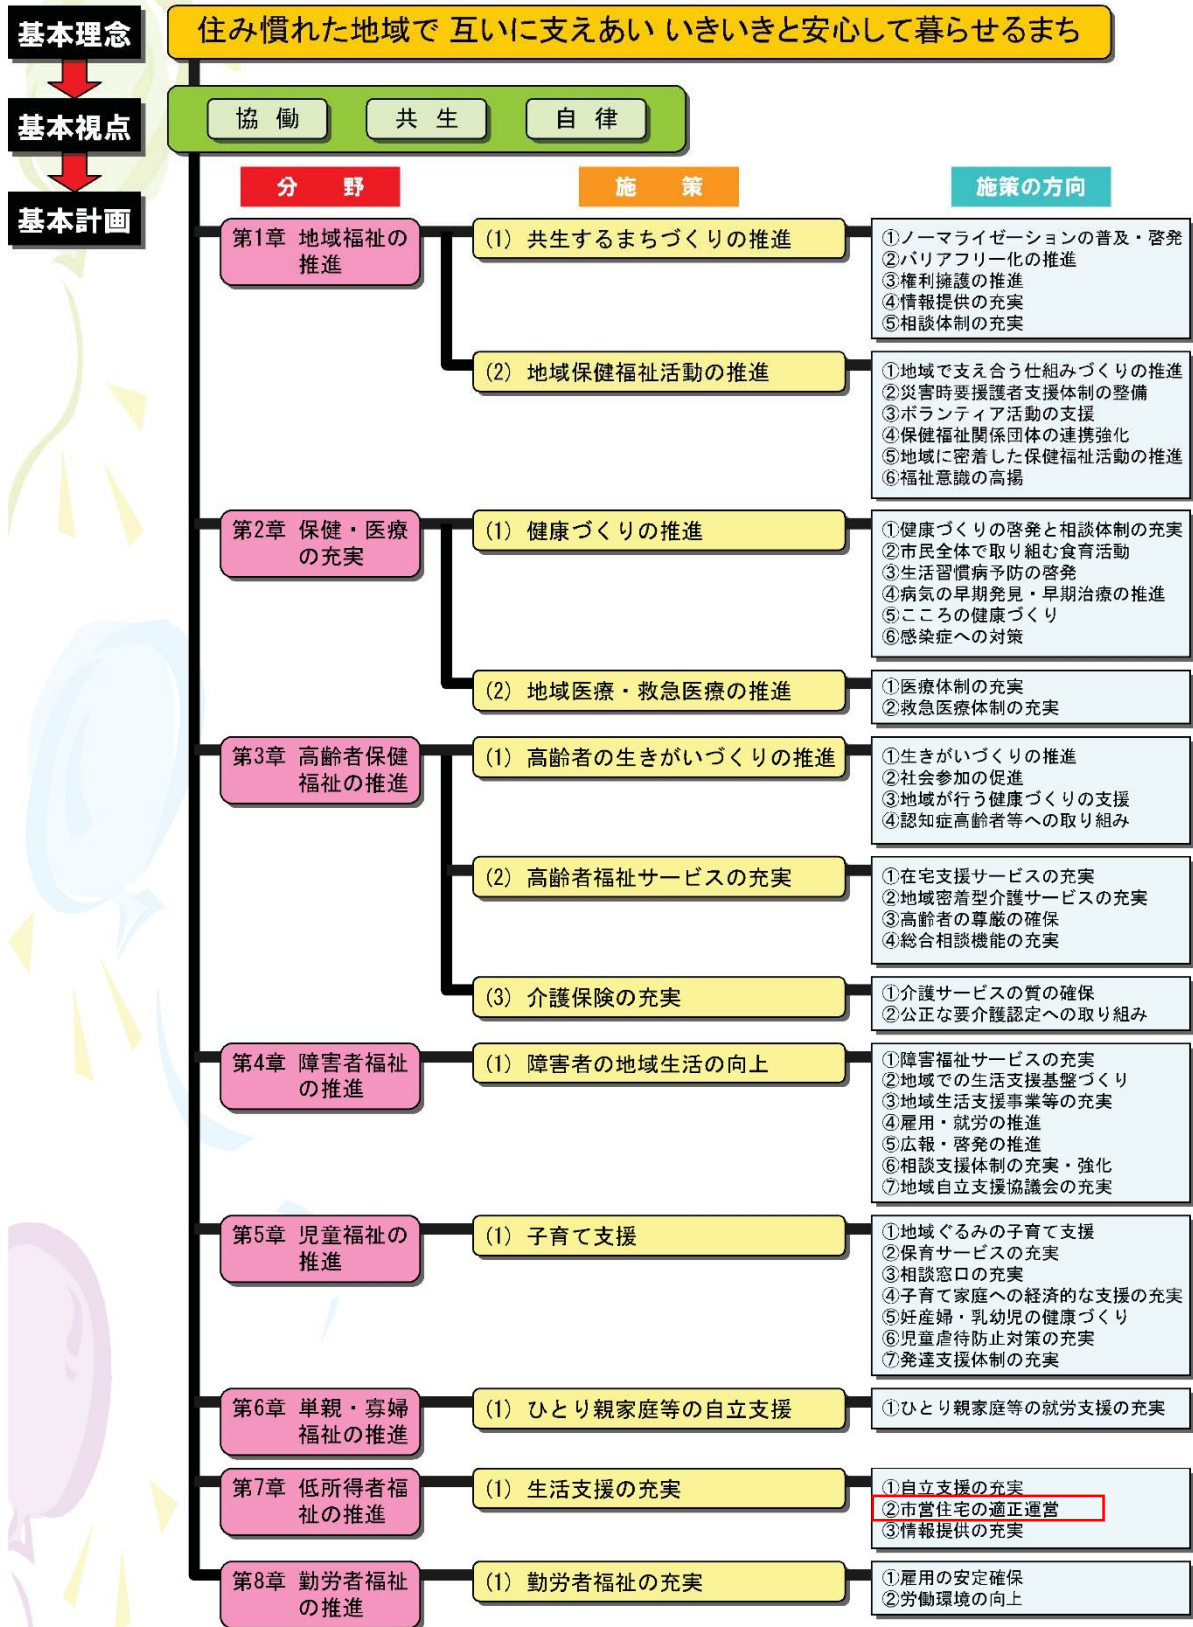 基本理念
住み慣れた地域で 互いに支えあい いきいきと安心して暮らせるまち
基本視点
協 働
共 生
自 律
基本計画
分 野
施 策
施策の方向
第1章 地域福祉の
推進
(1) 共生するまちづくりの推進
①ノーマライゼーションの普及・啓発
②バリアフリー化の推進
③権利擁護の推進
④情報提供の充実
⑤相談体制の充実
(2) 地域保健福祉活動の推進
①地域で支え合う仕組みづくりの推進
②災害時要援護者支援体制の整備
③ボランティア活動の支援
④保健福祉関係団体の連携強化
⑤地域に密着した保健福祉活動の推進
⑥福祉意識の高揚
第2章 保健・医療
の充実
(1) 健康づくりの推進
①健康づくりの啓発と相談体制の充実
②市民全体で取り組む食育活動
③生活習慣病予防の啓発
④病気の早期発見・早期治療の推進
⑤こころの健康づくり
⑥感染症への対策
(2) 地域医療・救急医療の推進
①医療体制の充実
②救急医療体制の充実
第3章 高齢者保健
福祉の推進
(1) 高齢者の生きがいづくりの推進
①生きがいづくりの推進
②社会参加の促進
③地域が行う健康づくりの支援
④認知症高齢者等への取り組み
(2) 高齢者福祉サービスの充実
①在宅支援サービスの充実
②地域密着型介護サービスの充実
③高齢者の尊厳の確保
④総合相談機能の充実
(3) 介護保険の充実
①介護サービスの質の確保
②公正な要介護認定への取り組み
第4章 障害者福祉
の推進
(1) 障害者の地域生活の向上
①障害福祉サービスの充実
②地域での生活支援基盤づくり
③地域生活支援事業等の充実
④雇用・就労の推進
⑤広報・啓発の推進
⑥相談支援体制の充実・強化
⑦地域自立支援協議会の充実
第5章 児童福祉の
推進
(1) 子育て支援
①地域ぐるみの子育て支援
②保育サービスの充実
③相談窓口の充実
④子育て家庭への経済的な支援の充実
⑤妊産婦・乳幼児の健康づくり
⑥児童虐待防止対策の充実
⑦発達支援体制の充実
第6章 単親・寡婦
福祉の推進
(1) ひとり親家庭等の自立支援
①ひとり親家庭等の就労支援の充実
第7章 低所得者福
祉の推進
(1) 生活支援の充実
①自立支援の充実
②市営住宅の適正運営
③情報提供の充実
第8章 勤労者福祉
の推進
(1) 勤労者福祉の充実
①雇用の安定確保
②労働環境の向上